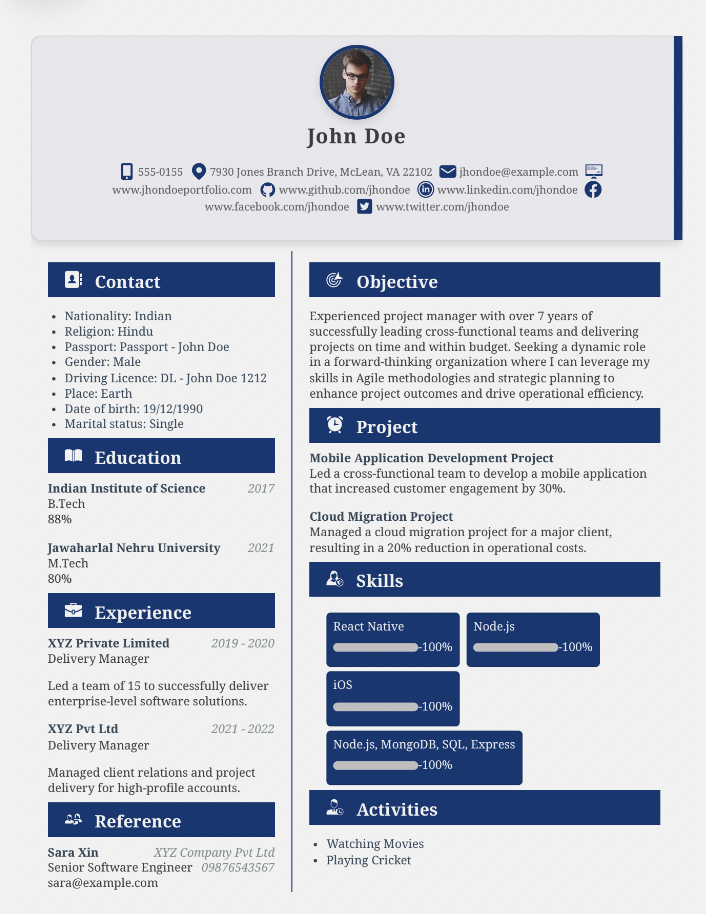 John Doe
555-0155 7930 Jones Branch Drive, McLean, VA 22102 jhondoe@example.com
www.jhondoeportfolio.com www.github.com/jhondoe www.linkedin.com/jhondoe
www.facebook.com/jhondoe www.twitter.com/jhondoe
Contact
• Nationality: Indian
• Religion: Hindu
• Passport: Passport - John Doe
• Gender: Male
• Driving Licence: DL - John Doe 1212
• Place: Earth
• Date of birth: 19/12/1990
• Marital status: Single
Education
Indian Institute of Science 2017
B.Tech
88%
Jawaharlal Nehru University 2021
M.Tech
80%
Experience
XYZ Private Limited 2019 - 2020
Delivery Manager
Led a team of 15 to successfully deliver
enterprise-level software solutions.
XYZ Pvt Ltd 2021 - 2022
Delivery Manager
Managed client relations and project
delivery for high-profile accounts.
Reference
Sara Xin XYZ Company Pvt Ltd
Senior Software Engineer 09876543567
sara@example.com
Objective
Experienced project manager with over 7 years of
successfully leading cross-functional teams and delivering
projects on time and within budget. Seeking a dynamic role
in a forward-thinking organization where I can leverage my
skills in Agile methodologies and strategic planning to
enhance project outcomes and drive operational efficiency.
Project
Mobile Application Development Project
Led a cross-functional team to develop a mobile application
that increased customer engagement by 30%.
Cloud Migration Project
Managed a cloud migration project for a major client,
resulting in a 20% reduction in operational costs.
Skills
React Native
-100%
Node.js
-100%
iOS
-100%
Node.js, MongoDB, SQL, Express
-100%
Activities
• Watching Movies
• Playing Cricket